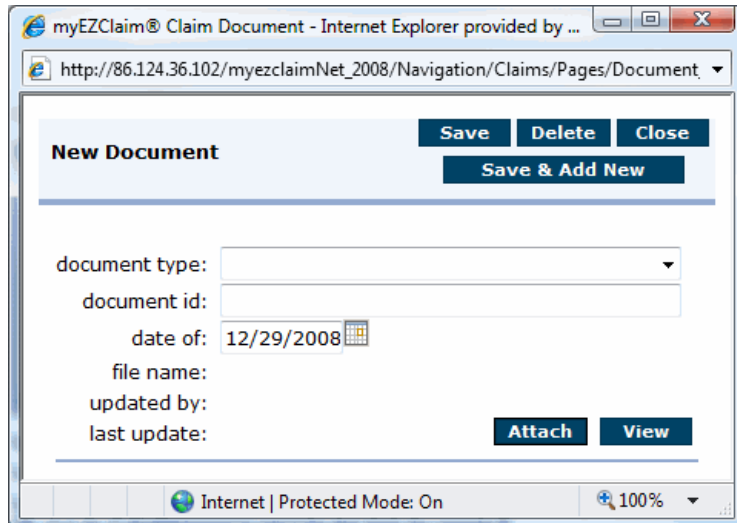 myEZClaim® Claim Document - Internet Explorer provided by ...
http://86.124.36.102/myezclaimNet_2008/Navigation/Claims/Pages/Document_
New Document
Save Delete Close
Save & Add New
document type:
document id:
date of: 12/29/2008
file name:
updated by:
last update:
Attach View
Internet | Protected Mode: On 100%